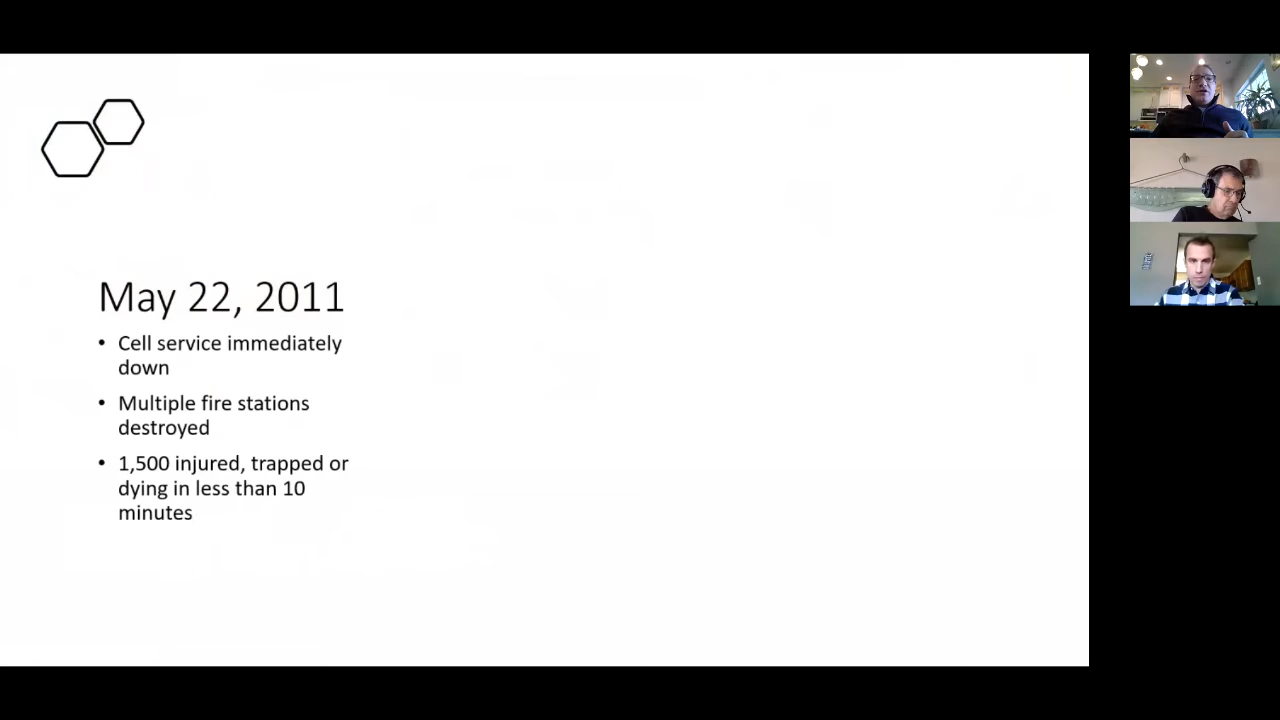 May 22, 2011
• Cell service immediately
down
• Multiple fire stations
destroyed
• 1,500 injured, trapped or
dying in less than 10
minutes